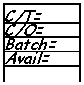 C/T=
C/O=
Batch=
Avail=